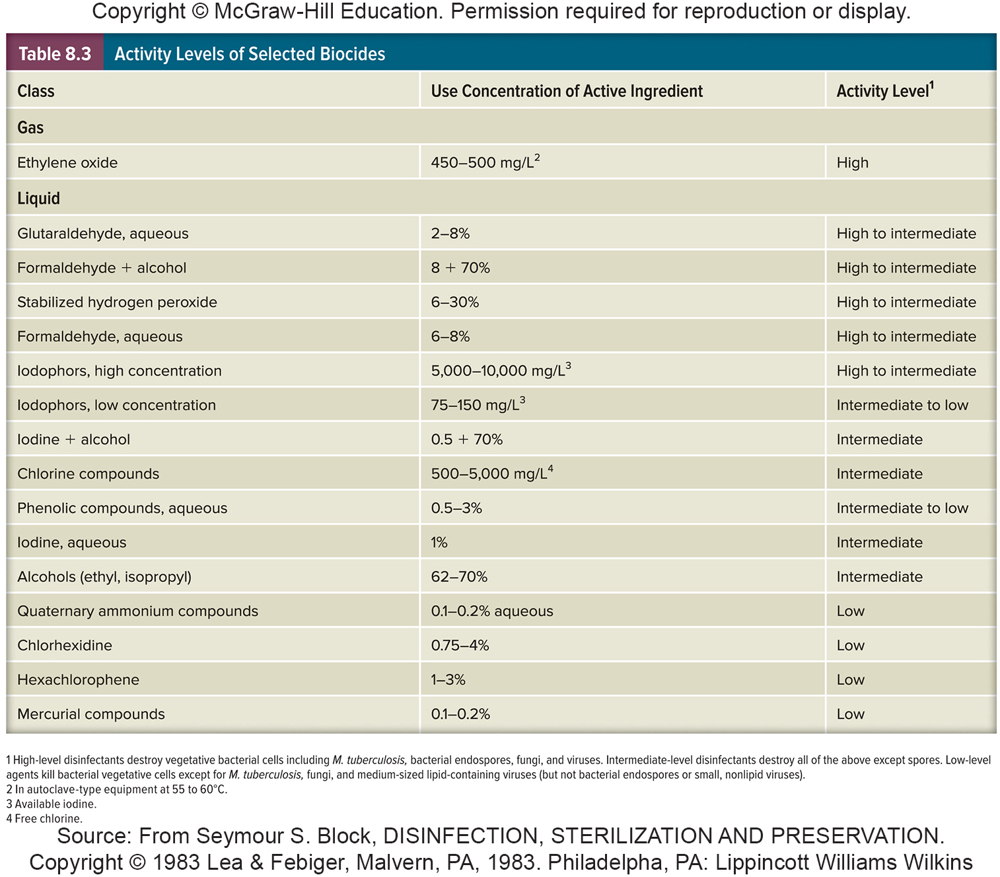 Copyright © McGraw-Hill Education. Permission required for reproduction or display.
Table 8.3 Activity Levels of Selected Biocides
Class Use Concentration of Active Ingredient Activity Level¹
Gas
Ethylene oxide 450–500 mg/L² High
Liquid
Glutaraldehyde, aqueous 2–8% High to intermediate
Formaldehyde + alcohol 8 + 70% High to intermediate
Stabilized hydrogen peroxide 6–30% High to intermediate
Formaldehyde, aqueous 6–8% High to intermediate
Iodophors, high concentration 5,000–10,000 mg/L³ High to intermediate
Iodophors, low concentration 75–150 mg/L³ Intermediate to low
Iodine + alcohol 0.5 + 70% Intermediate
Chlorine compounds 500–5,000 mg/L⁴ Intermediate
Phenolic compounds, aqueous 0.5–3% Intermediate to low
Iodine, aqueous 1% Intermediate
Alcohols (ethyl, isopropyl) 62–70% Intermediate
Quaternary ammonium compounds 0.1–0.2% aqueous Low
Chlorhexidine 0.75–4% Low
Hexachlorophene 1–3% Low
Mercurial compounds 0.1–0.2% Low
1 High-level disinfectants destroy vegetative bacterial cells including M. tuberculosis, bacterial endospores, fungi, and viruses. Intermediate-level disinfectants destroy all of the above except spores. Low-level
agents kill bacterial vegetative cells except for M. tuberculosis, fungi, and medium-sized lipid-containing viruses (but not bacterial endospores or small, nonlipid viruses).
2 In autoclave-type equipment at 55 to 60°C.
3 Available iodine.
4 Free chlorine.
Source: From Seymour S. Block, DISINFECTION, STERILIZATION AND PRESERVATION.
Copyright © 1983 Lea & Febiger, Malvern, PA, 1983. Philadelpha, PA: Lippincott Williams Wilkins